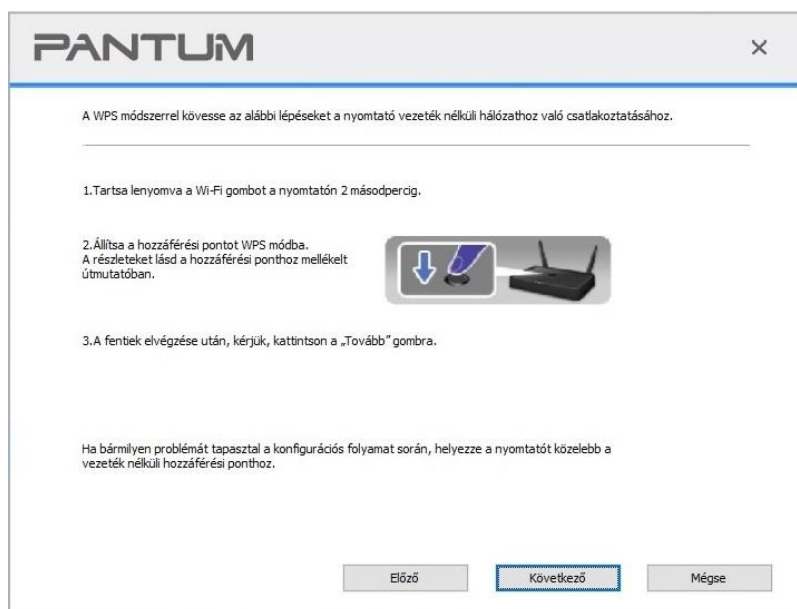 PANTUM
A WPS módszerrel kövesse az alábbi lépéseket a nyomtató vezeték nélküli hálózathoz való csatlakoztatásához.
1.Tartsa lenyomva a Wi-Fi gombot a nyomtatón 2 másodpercig.
2.Állítsa a hozzáférési pontot WPS módba.
A részleteket lásd a hozzáférési ponthoz mellékelt
útmutatóban.
3.A fentiek elvégzése után, kérjük, kattintson a „Tovább” gombra.
Ha bármilyen problémát tapasztal a konfigurációs folyamat során, helyezze a nyomtatót közelebb a
vezeték nélküli hozzáférési ponthoz.
Előző Következő Mégse